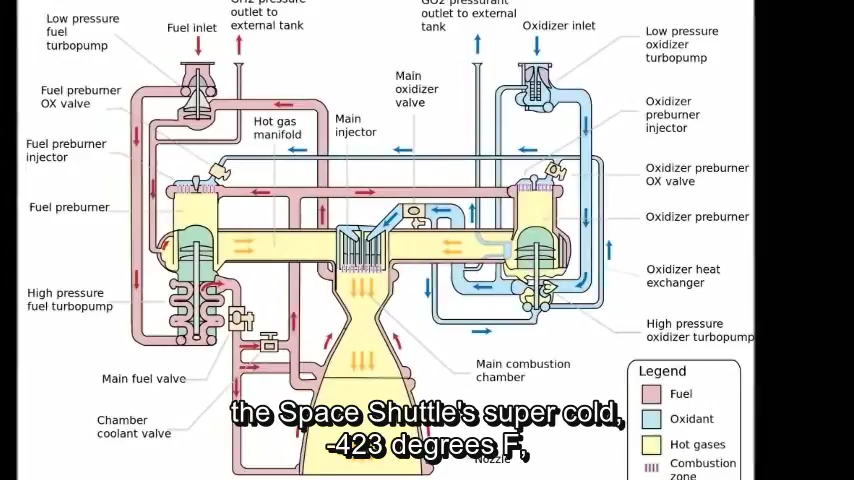 GH2 pressure
outlet to
external tank
GO2 pressurant
outlet to external
tank
Low pressure
fuel
turbopump
Fuel inlet
Oxidizer inlet
Low pressure
oxidizer
turbopump
Fuel preburner
OX valve
Main
oxidizer
valve
Hot gas
manifold
Main
injector
Oxidizer
preburner
injector
Fuel preburner
injector
Oxidizer preburner
OX valve
Fuel preburner
Oxidizer preburner
High pressure
fuel turbopump
Oxidizer heat
exchanger
High pressure
oxidizer turbopump
Main fuel valve
Main combustion
chamber
Chamber
coolant valve
Nozzle
Legend
Fuel
Oxidant
Hot gases
Combustion
zone
the Space Shuttle's super cold,
-423 degrees F,